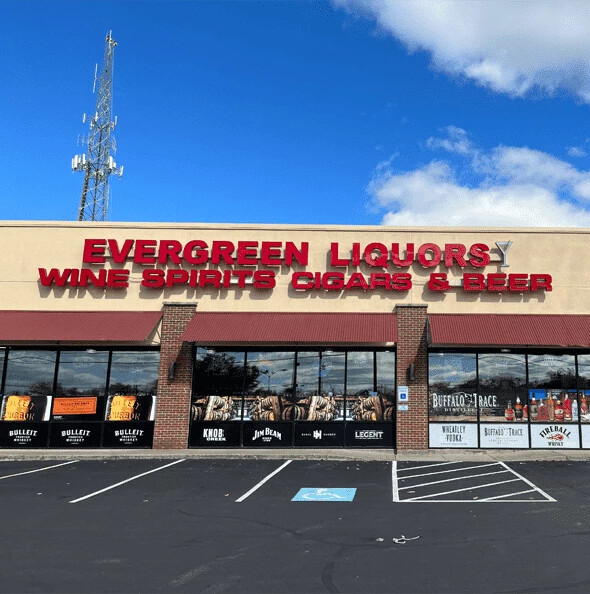 EVERGREEN LIQUORS
WINE SPIRITS CIGARS & BEER
BUFFALO TRACE
BULLEIT
BULLEIT
BULLEIT
KNOB CREEK
JIM BEAM
LEGENT
WHEATLEY
VODKA
BUFFALO TRACE
FIREBALL
WHISKY